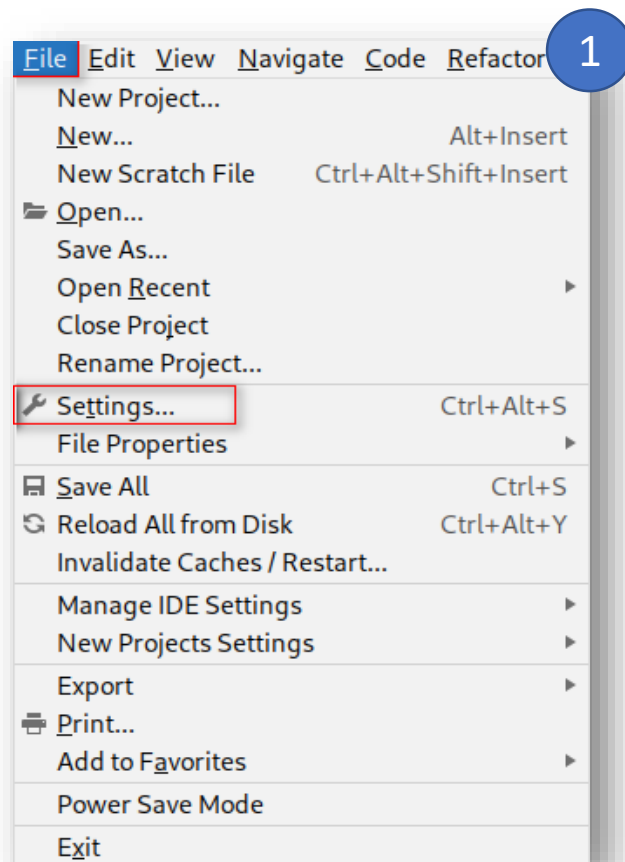 File Edit View Navigate Code Refactor 1
New Project...
New... Alt+Insert
New Scratch File Ctrl+Alt+Shift+Insert
Open...
Save As...
Open Recent
Close Project
Rename Project...
Settings... Ctrl+Alt+S
File Properties
Save All Ctrl+S
Reload All from Disk Ctrl+Alt+Y
Invalidate Caches / Restart...
Manage IDE Settings
New Projects Settings
Export
Print...
Add to Favorites
Power Save Mode
Exit